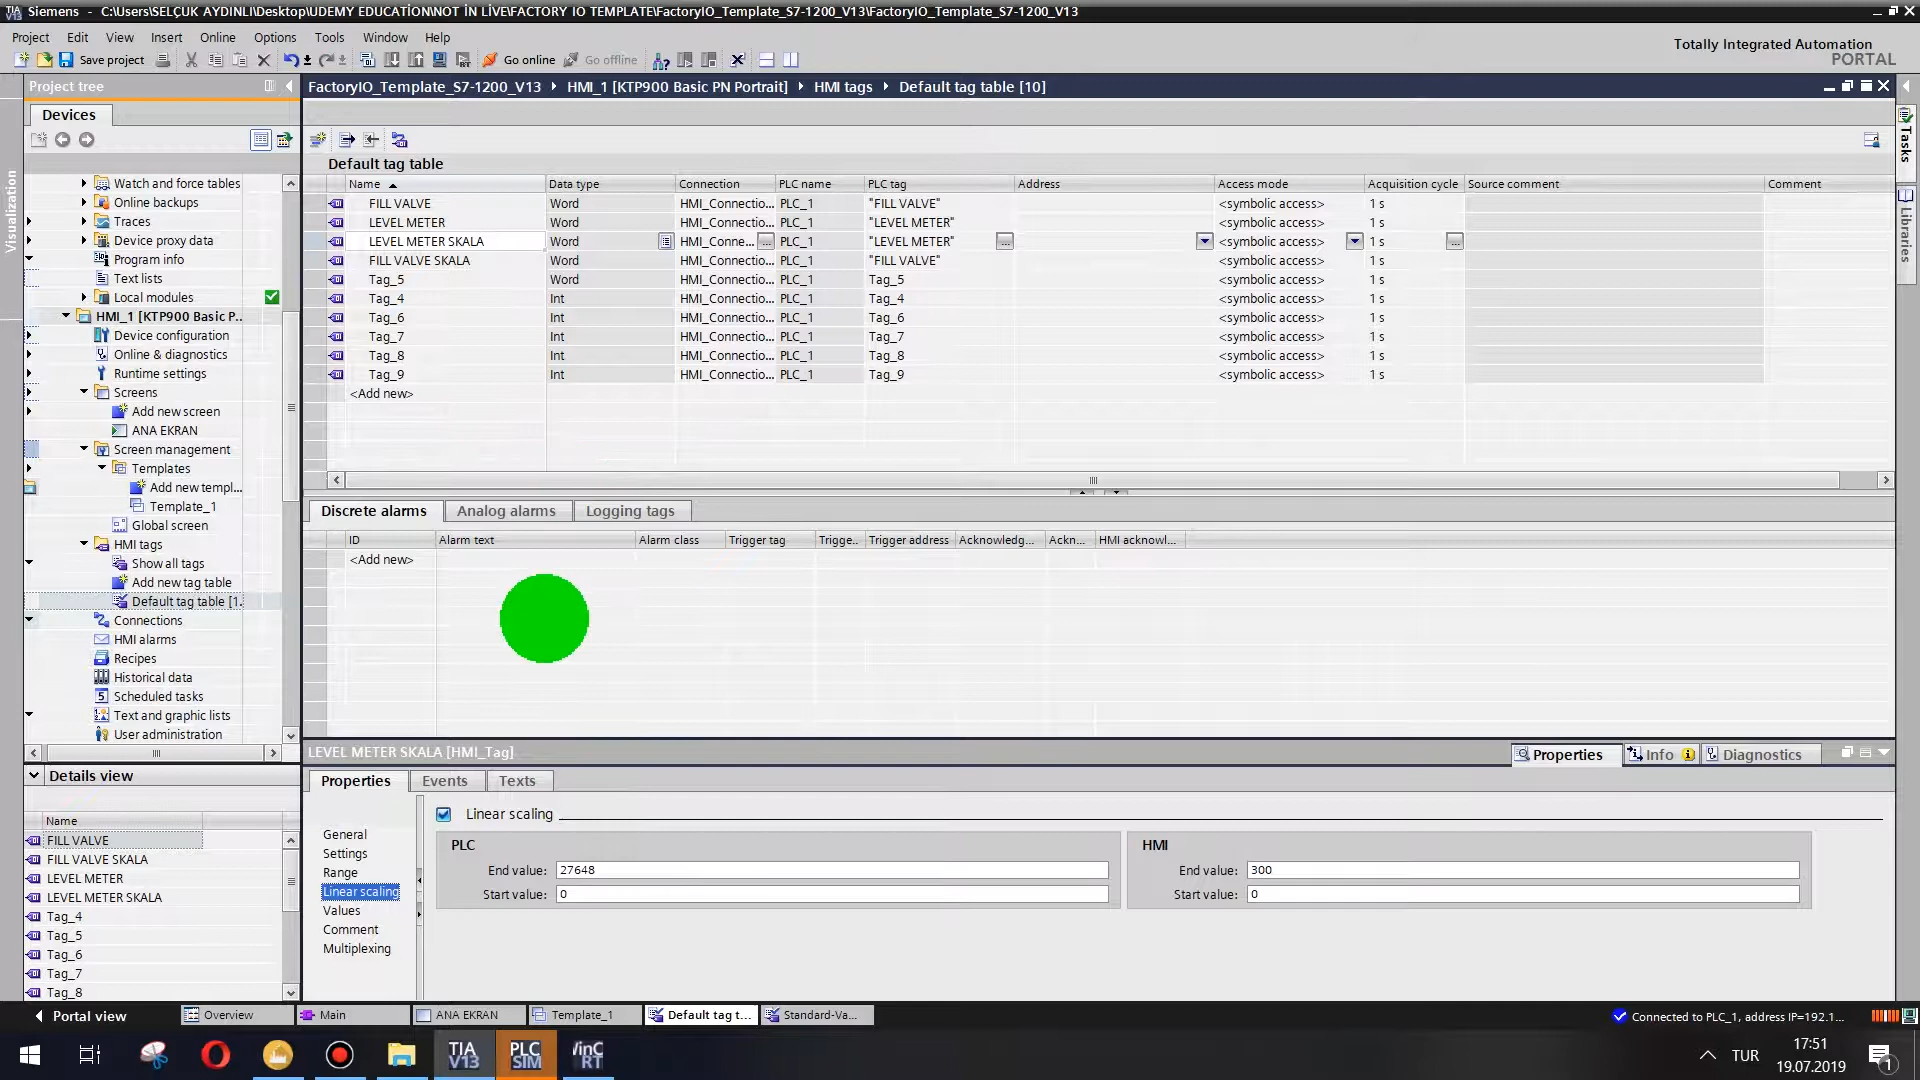 Siemens - C:\Users\SELÇUK AYDINLI\Desktop\UDEMY EDUCATİON\NOT İN LİVE\FACTORY IO TEMPLATE\FactoryIO_Template_S7-1200_V13\FactoryIO_Template_S7-1200_V13
Project Edit View Insert Online Options Tools Window Help
Totally Integrated Automation
PORTAL
Save project Go online Go offline
Project tree
FactoryIO_Template_S7-1200_V13 HMI_1 [KTP900 Basic PN Portrait] HMI tags Default tag table [10]
Devices
Visualization
Tasks
Libraries
Watch and force tables
Online backups
Traces
Device proxy data
Program info
Text lists
Local modules
HMI_1 [KTP900 Basic P..
Device configuration
Online & diagnostics
Runtime settings
Screens
Add new screen
ANA EKRAN
Screen management
Templates
Add new templ...
Template_1
Global screen
HMI tags
Show all tags
Add new tag table
Default tag table [1.
Connections
HMI alarms
Recipes
Historical data
Scheduled tasks
Text and graphic lists
User administration
Default tag table
Name Data type Connection PLC name PLC tag Address Access mode Acquisition cycle Source comment Comment
FILL VALVE Word HMI_Connectio... PLC_1 "FILL VALVE" <symbolic access> 1 s
LEVEL METER Word HMI_Connectio... PLC_1 "LEVEL METER" <symbolic access> 1 s
LEVEL METER SKALA Word HMI_Conne... ... PLC_1 "LEVEL METER" ... <symbolic access> 1 s ...
FILL VALVE SKALA Word HMI_Connectio... PLC_1 "FILL VALVE" <symbolic access> 1 s
Tag_5 Word HMI_Connectio... PLC_1 Tag_5 <symbolic access> 1 s
Tag_4 Int HMI_Connectio... PLC_1 Tag_4 <symbolic access> 1 s
Tag_6 Int HMI_Connectio... PLC_1 Tag_6 <symbolic access> 1 s
Tag_7 Int HMI_Connectio... PLC_1 Tag_7 <symbolic access> 1 s
Tag_8 Int HMI_Connectio... PLC_1 Tag_8 <symbolic access> 1 s
Tag_9 Int HMI_Connectio... PLC_1 Tag_9 <symbolic access> 1 s
<Add new>
Discrete alarms Analog alarms Logging tags
ID Alarm text Alarm class Trigger tag Trigge.. Trigger address Acknowledg... Ackn... HMI acknowl...
<Add new>
LEVEL METER SKALA [HMI_Tag]
Properties Info Diagnostics
Properties Events Texts
General
Settings
Range
Linear scaling
Values
Comment
Multiplexing
Linear scaling
PLC
End value: 27648
Start value: 0
HMI
End value: 300
Start value: 0
Details view
Name
FILL VALVE
FILL VALVE SKALA
LEVEL METER
LEVEL METER SKALA
Tag_4
Tag_5
Tag_6
Tag_7
Tag_8
Portal view Overview Main ANA EKRAN Template_1 Default tag t... Standard-Va...
Connected to PLC_1, address IP=192.1...
TIA V13
PLC SIM
WinC RT
TUR
17:51
19.07.2019
1